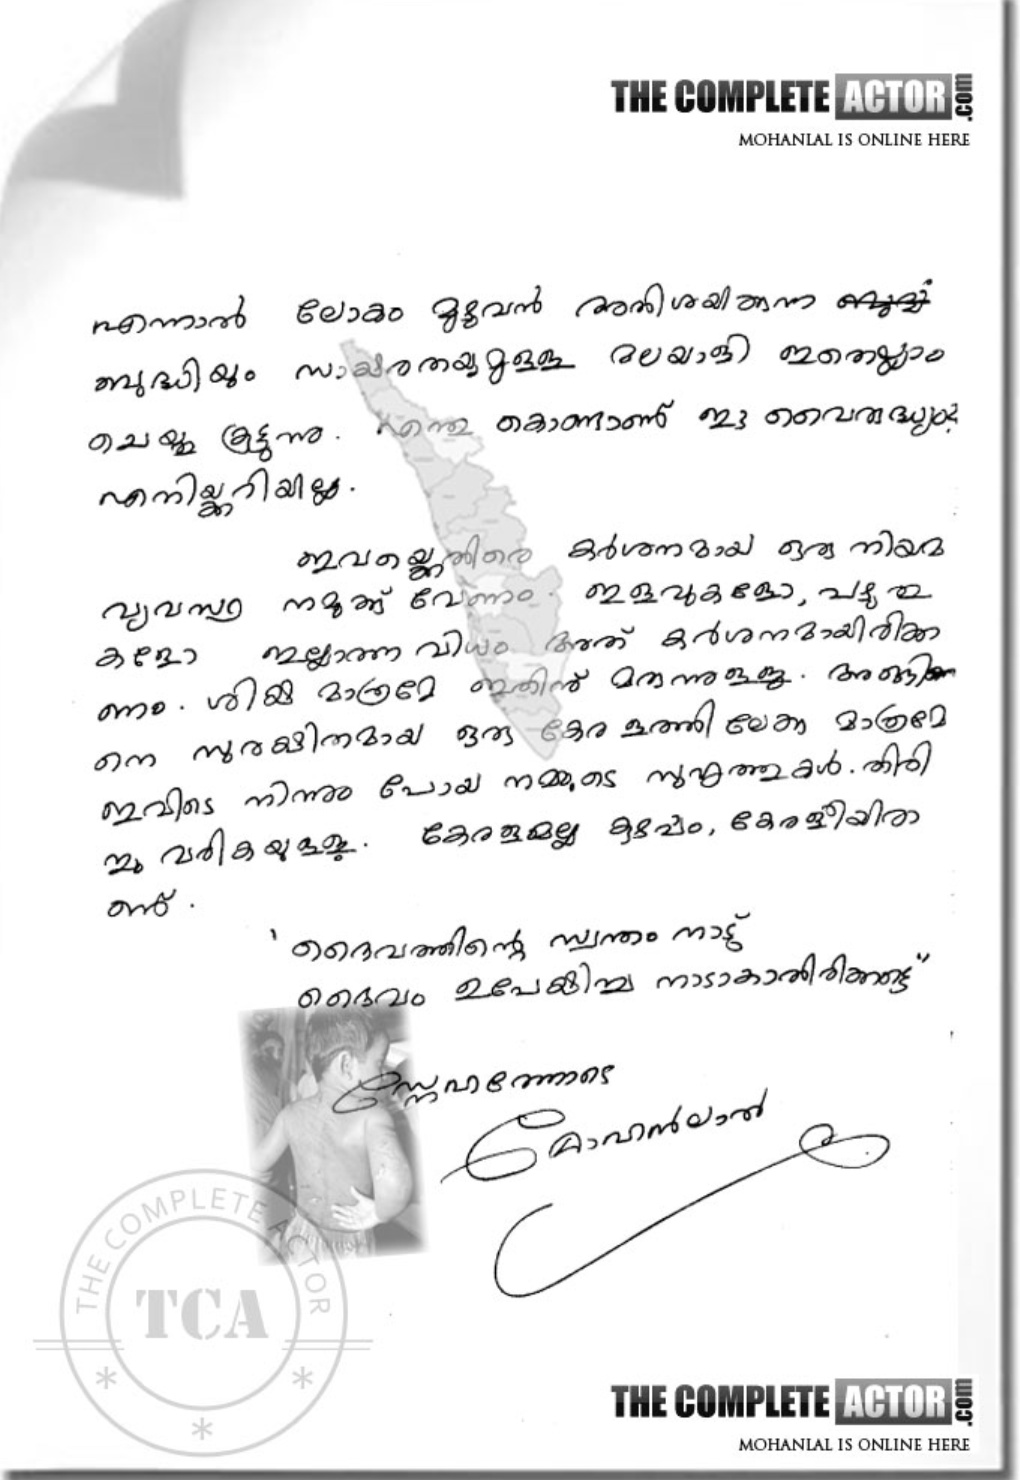 THE COMPLETE ACTOR .com
MOHANLAL IS ONLINE HERE
എന്നാൽ ലോകം മുഴുവൻ അതിശയിക്കുന്ന
ബുദ്ധിയും സാക്ഷരതയുമുള്ള മലയാളി ഇതെല്ലാം
ചെയ്തു കൂട്ടുന്നു. എന്തു കൊണ്ടാണ് ഈ വൈരുദ്ധ്യം?
എനിയ്ക്കറിയില്ല.
ഇവയ്ക്കെതിരെ കർശനമായ ഒരു നിയമ
വ്യവസ്ഥ നമുക്ക് വേണം. ഇളവുകളോ, പഴുതു
കളോ ഇല്ലാത്ത വിധം അത് കർശനമായിരിക്ക
ണം. ശിക്ഷ മാത്രമേ ഇതിന് മരുന്നുള്ളു.
നെ സുരക്ഷിതമായ ഒരു കേരളത്തിലേക്കു മാത്രമേ
ഇവിടെ നിന്നും പോയ നമ്മുടെ സുഹൃത്തുകൾ. തിരി
ച്ചു വരികയുള്ളു. കേരളമല്ല കുഴപ്പം, കേരളീയരിതാ
ണ്.
' ദൈവത്തിന്റെ സ്വന്തം നാട്ട്
ദൈവം ഉപേക്ഷിച്ച നാടാകാതിരിക്കട്ടെ"
സ്നേഹത്തോടെ
മോഹൻലാൽ
THE COMPLETE ACTOR
TCA
THE COMPLETE ACTOR .com
MOHANLAL IS ONLINE HERE